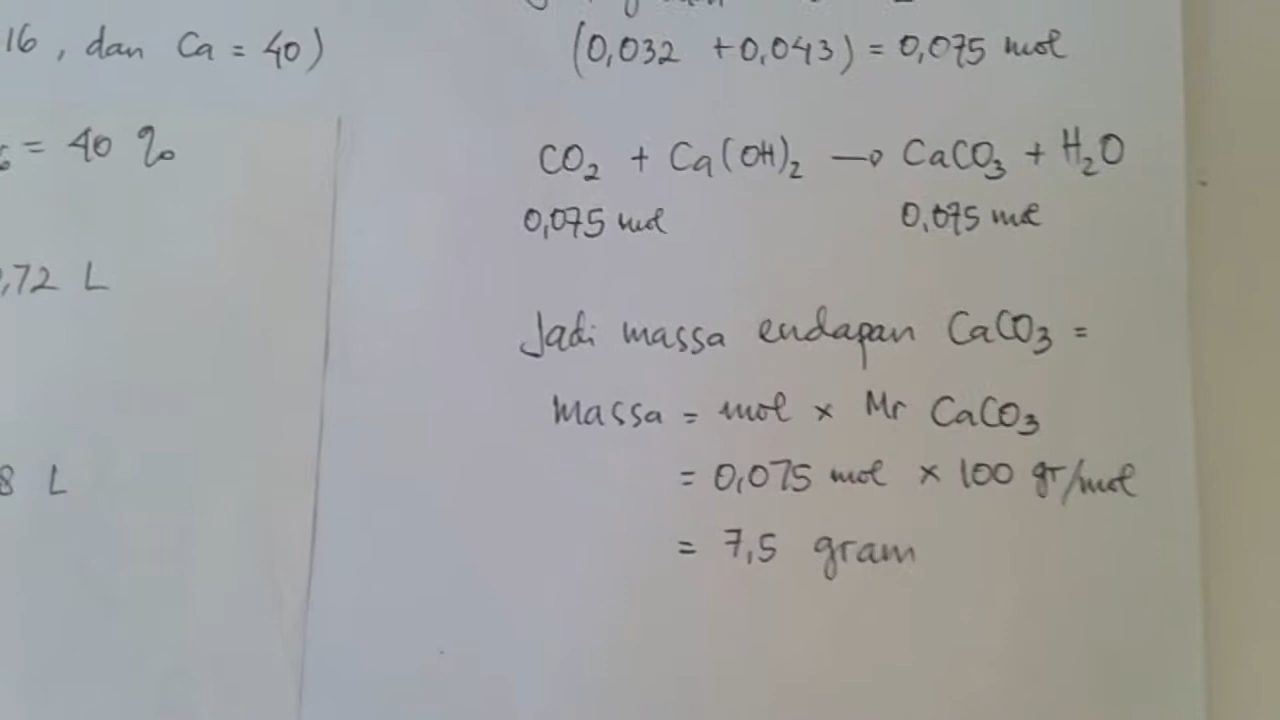 16 , dan Ca = 40)
= 40 %
,72 L
8 L
(0,032 + 0,043) = 0,075 mol
CO₂ + Ca(OH)₂ → CaCO₃ + H₂O
0,075 mol 0,075 mol
Jadi massa endapan CaCO₃ =
massa = mol × Mr CaCO₃
= 0,075 mol × 100 gr/mol
= 7,5 gram